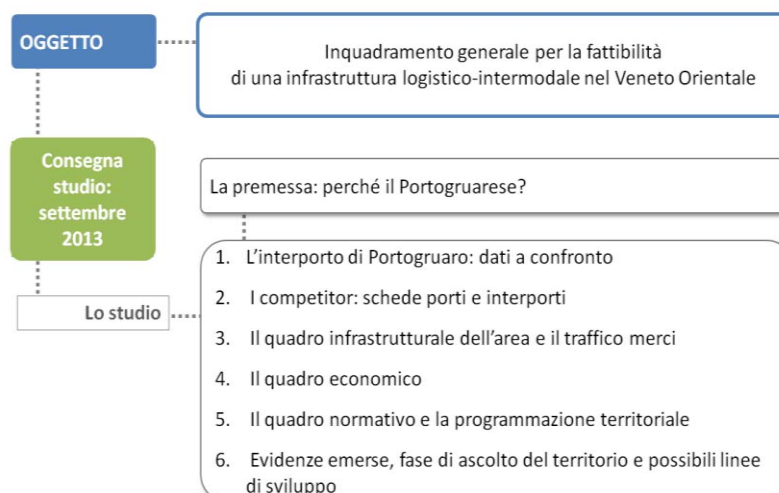 OGGETTO
Inquadramento generale per la fattibilità
di una infrastruttura logistico-intermodale nel Veneto Orientale
Consegna
studio:
settembre
2013
La premessa: perché il Portogruarese?
Lo studio
1. L'interporto di Portogruaro: dati a confronto
2. I competitor: schede porti e interporti
3. Il quadro infrastrutturale dell'area e il traffico merci
4. Il quadro economico
5. Il quadro normativo e la programmazione territoriale
6. Evidenze emerse, fase di ascolto del territorio e possibili linee
di sviluppo